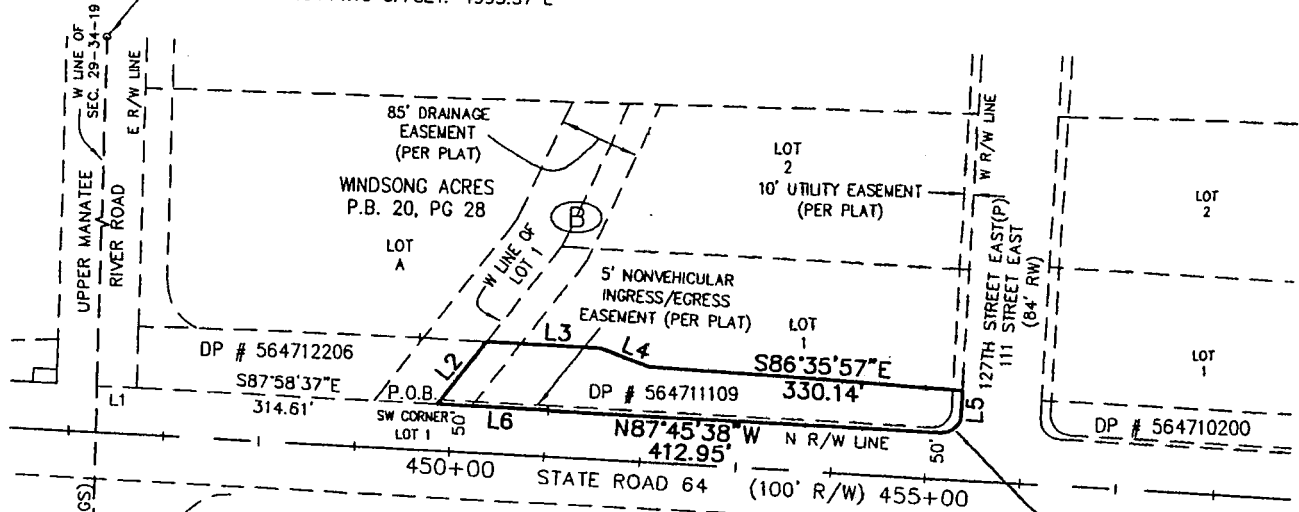 W LINE OF
SEC. 29-34-19
E R/W LINE
UPPER MANATEE
RIVER ROAD
85' DRAINAGE
EASEMENT
(PER PLAT)
WINDSONG ACRES
P.B. 20, PG 28
LOT
A
B
W LINE OF
LOT 1
LOT
2
10' UTILITY EASEMENT
(PER PLAT)
W R/W LINE
127TH STREET EAST(P)
111 STREET EAST
(84' RW)
LOT
2
5' NONVEHICULAR
INGRESS/EGRESS
EASEMENT (PER PLAT)
LOT
1
LOT
1
DP # 564712206
S87°58'37"E
314.61'
L1
P.O.B.
SW CORNER
LOT 1
50'
L2
L3
L4
S86°35'57"E
330.14'
DP # 564711109
L5
L6
N87°45'38"W
412.95'
N R/W LINE
50'
DP # 564710200
450+00
STATE ROAD 64
(100' R/W)
455+00